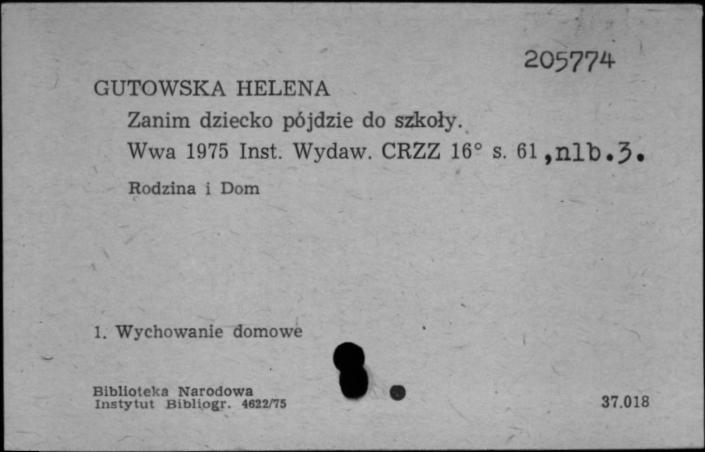 205774
GUTOWSKA HELENA
Zanim dziecko pójdzie do szkoły.
Wwa 1975 Inst. Wydaw. CRZZ 16° s. 61, nlb. 3.
Rodzina i Dom
1. Wychowanie domowe
Biblioteka Narodowa
Instytut Bibliogr. 4622/75
37.018